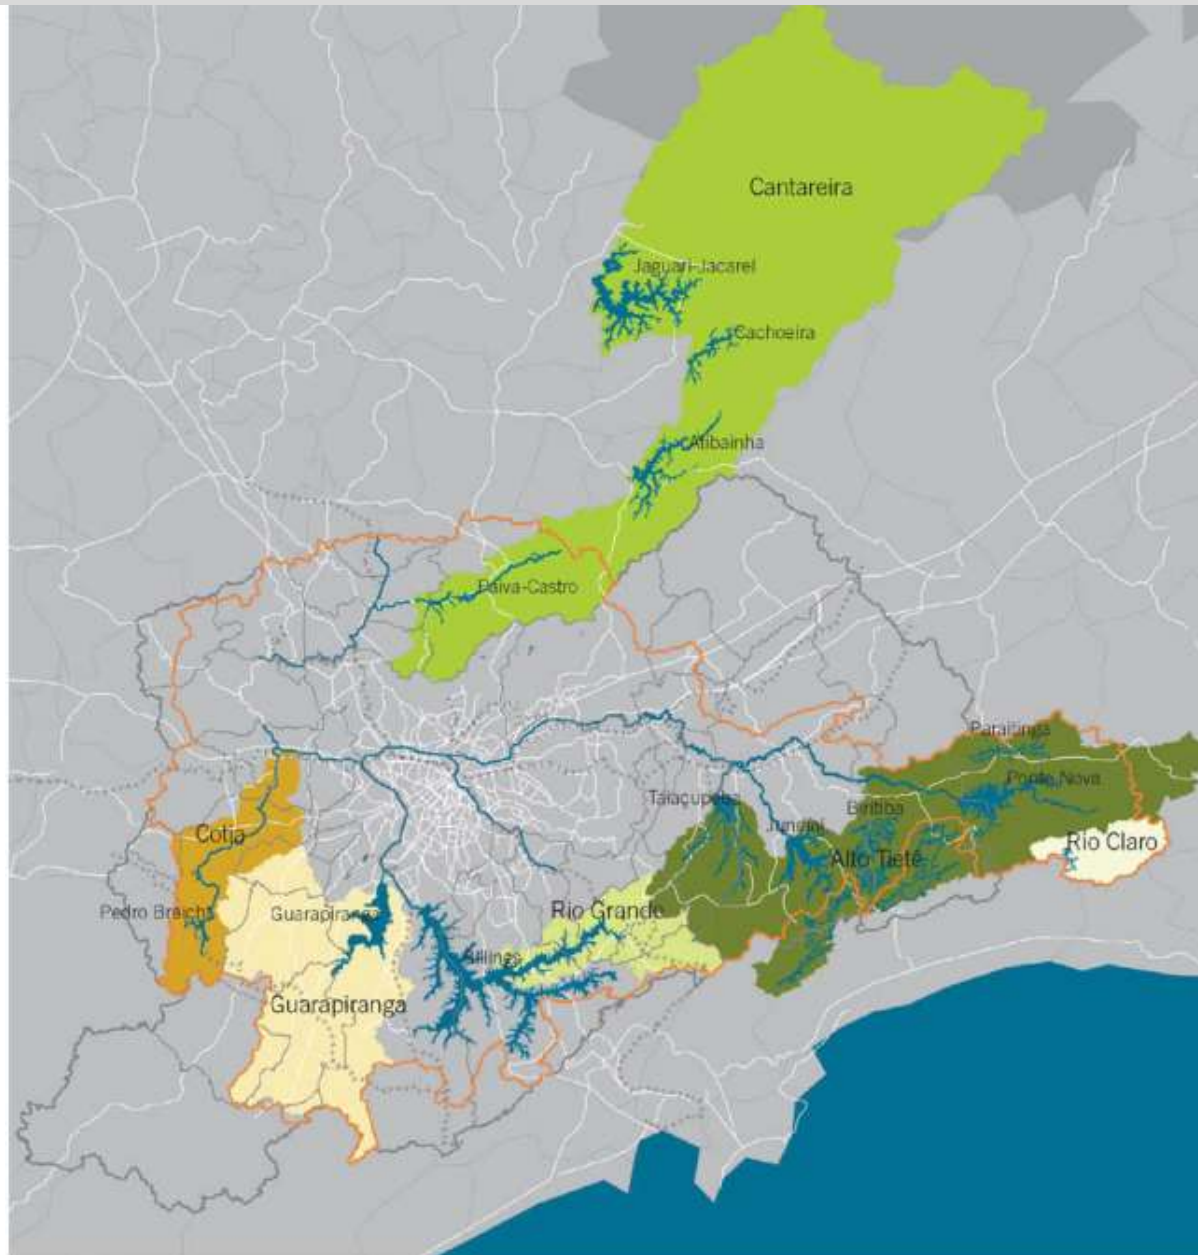 Cantareira
Jaguari-Jacareí
Cachoeira
Atibainha
Paiva-Castro
Paraitinga
Ponte Nova
Taiaçupeba
Biritiba
Jundiaí
Cotia
Alto Tietê
Rio Claro
Pedro Breicht
Guarapiranga
Rio Grande
Billings
Guarapiranga